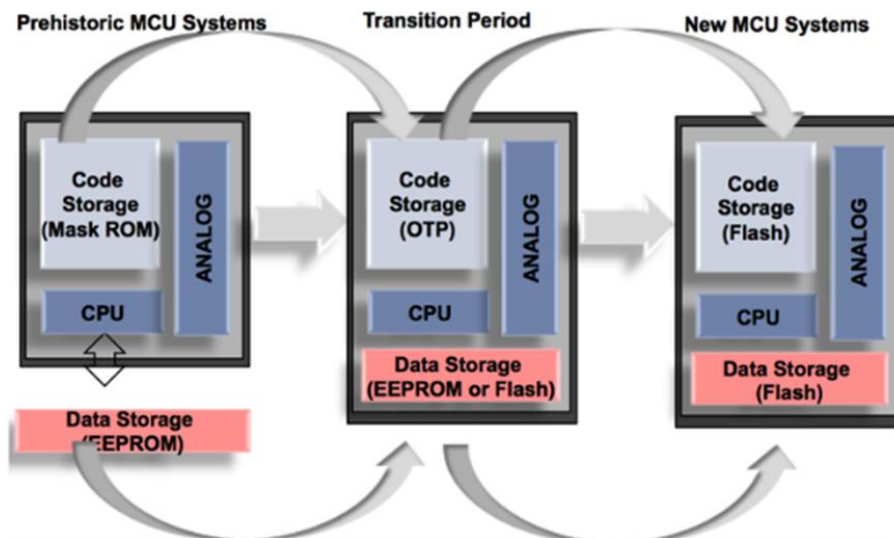 Prehistoric MCU Systems
Transition Period
New MCU Systems
Code
Storage
(Mask ROM)
ANALOG
CPU
Data Storage
(EEPROM)
Code
Storage
(OTP)
ANALOG
CPU
Data Storage
(EEPROM or Flash)
Code
Storage
(Flash)
ANALOG
CPU
Data Storage
(Flash)